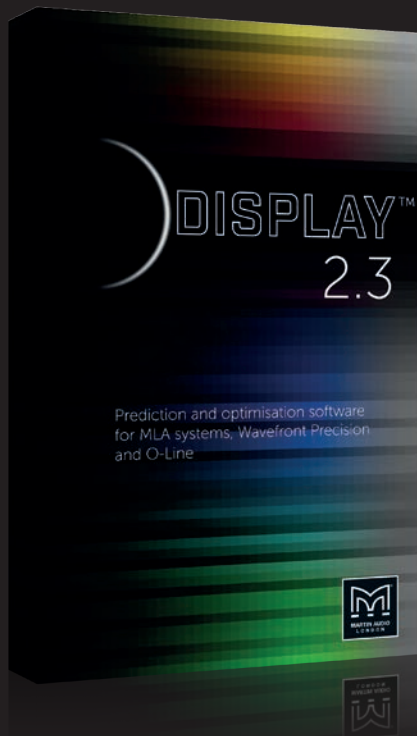 DISPLAY™
2.3
Prediction and optimisation software
for MLA systems, Wavefront Precision
and O-Line
MARTIN AUDIO
LONDON